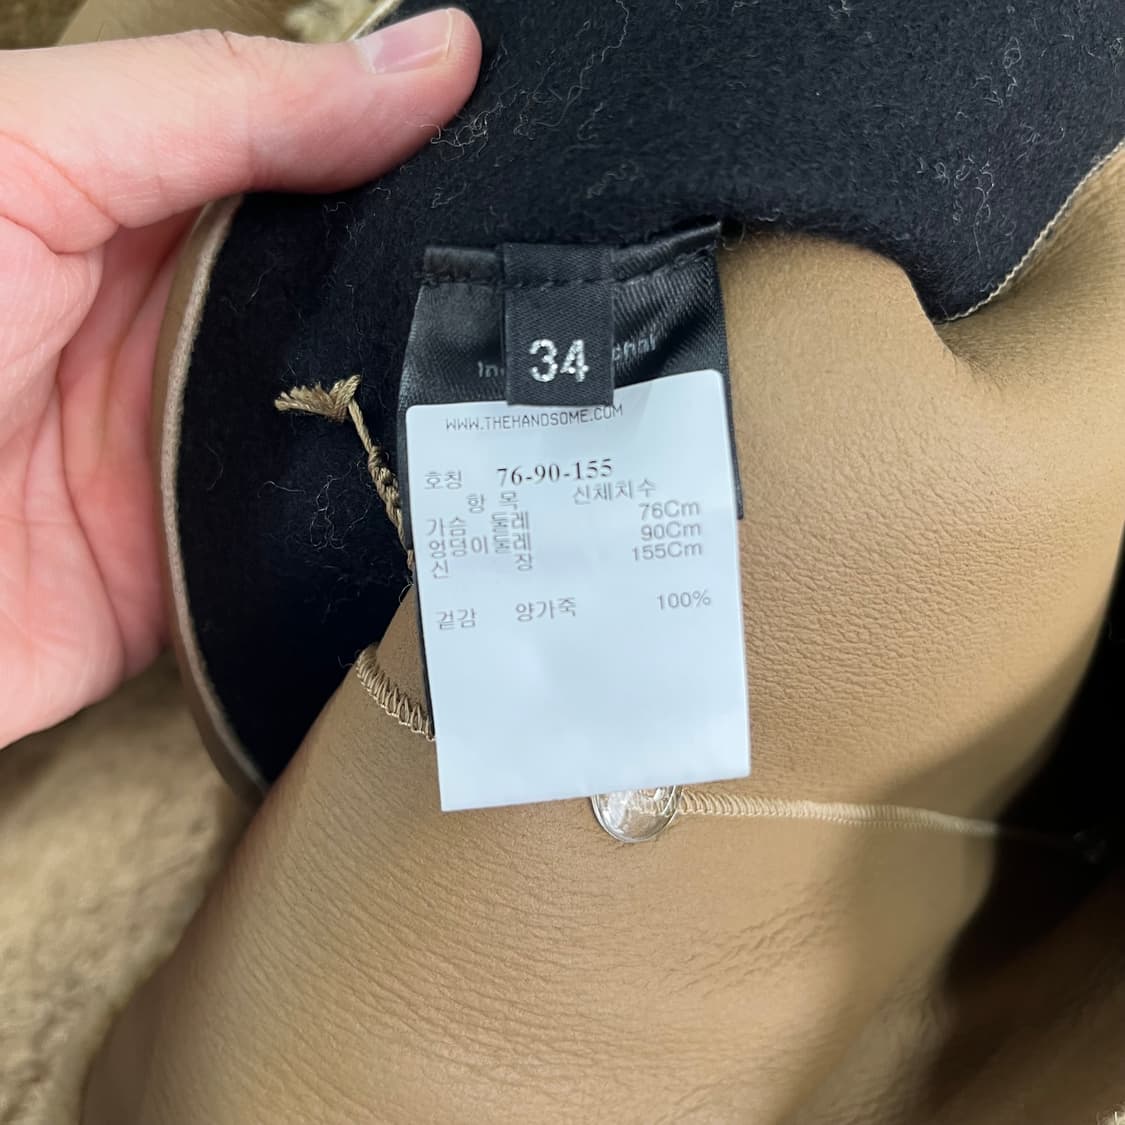 34
WWW.THEHANDSOME.COM
호칭 76-90-155
항 목 신체치수
가슴 둘레 76Cm
엉덩이 둘레 90Cm
신 장 155Cm
겉감 양가죽 100%